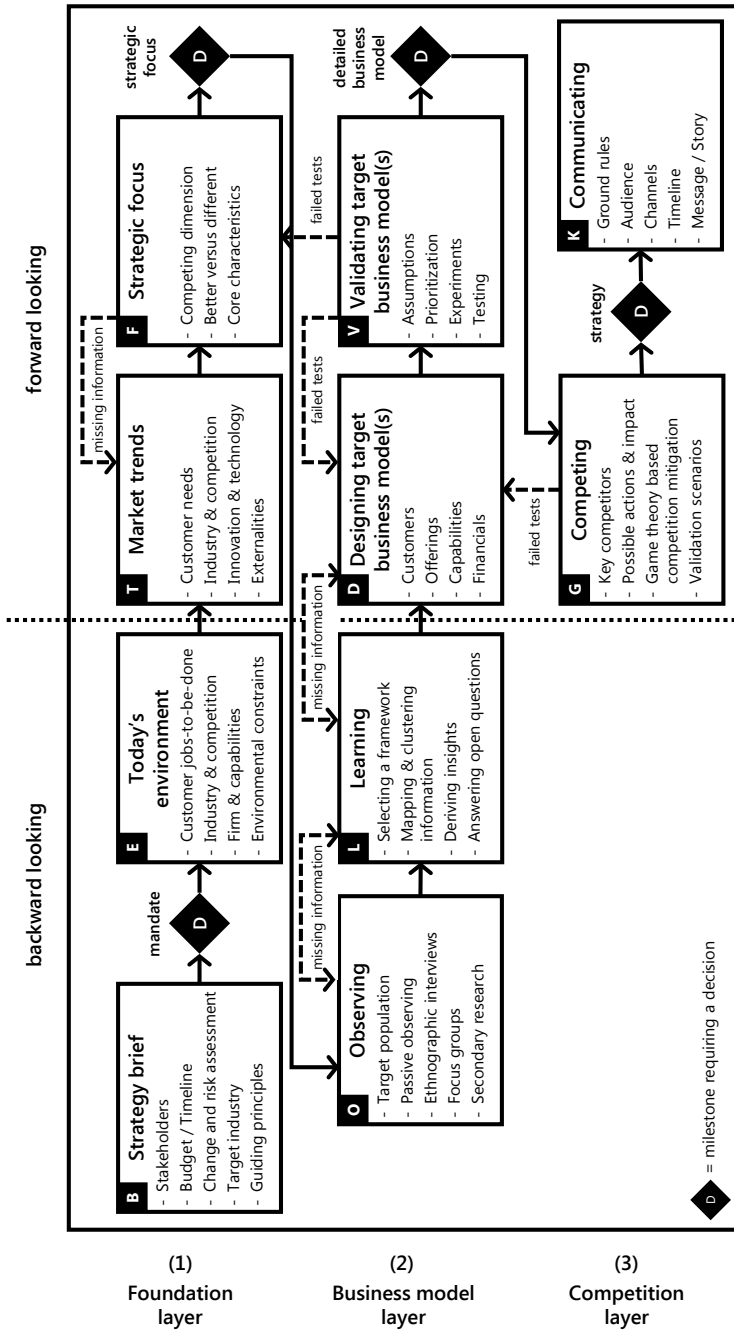 backward looking
forward looking
(1)
Foundation
layer
B
Strategy brief
- Stakeholders
- Budget / Timeline
- Change and risk assessment
- Target industry
- Guiding principles
mandate
D
E
Today's
environment
- Customer jobs-to-be-done
- Industry & competition
- Firm & capabilities
- Environmental constraints
T
Market trends
- Customer needs
- Industry & competition
- Innovation & technology
- Externalities
missing information
F
Strategic focus
- Competing dimension
- Better versus different
- Core characteristics
strategic
focus
D
(2)
Business model
layer
O
Observing
- Target population
- Passive observing
- Ethnographic interviews
- Focus groups
- Secondary research
missing information
L
Learning
- Selecting a framework
- Mapping & clustering
information
- Deriving insights
- Answering open questions
missing information
D
Designing target
business model(s)
- Customers
- Offerings
- Capabilities
- Financials
failed tests
V
Validating target
business model(s)
- Assumptions
- Prioritization
- Experiments
- Testing
failed tests
detailed
business
model
D
(3)
Competition
layer
G
Competing
- Key competitors
- Possible actions & impact
- Game theory based
competition mitigation
- Validation scenarios
failed tests
strategy
D
K
Communicating
- Ground rules
- Audience
- Channels
- Timeline
- Message / Story
D
= milestone requiring a decision